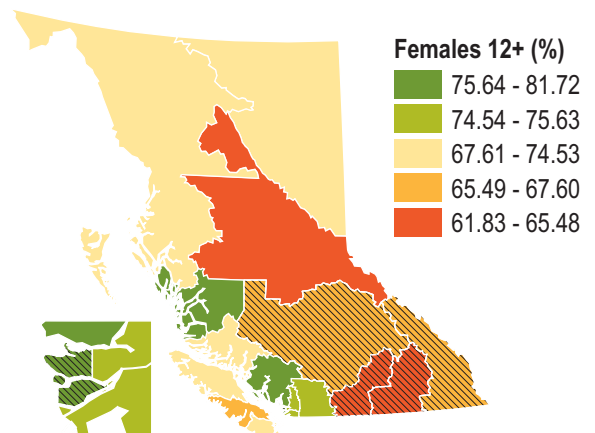 Females 12+ (%)
75.64 - 81.72
74.54 - 75.63
67.61 - 74.53
65.49 - 67.60
61.83 - 65.48